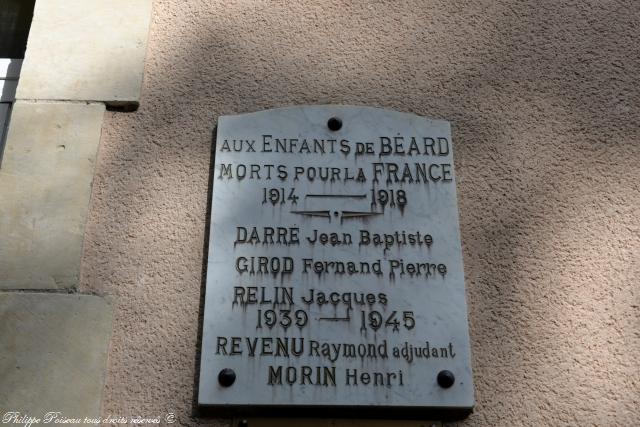 AUX ENFANTS DE BÉARD
MORTS POUR LA FRANCE
1914 — 1918
DARRÉ Jean Baptiste
GIROD Fernand Pierre
RELIN Jacques
1939 — 1945
REVENU Raymond adjudant
MORIN Henri
Philippe Poiseau tous droits réservés ©